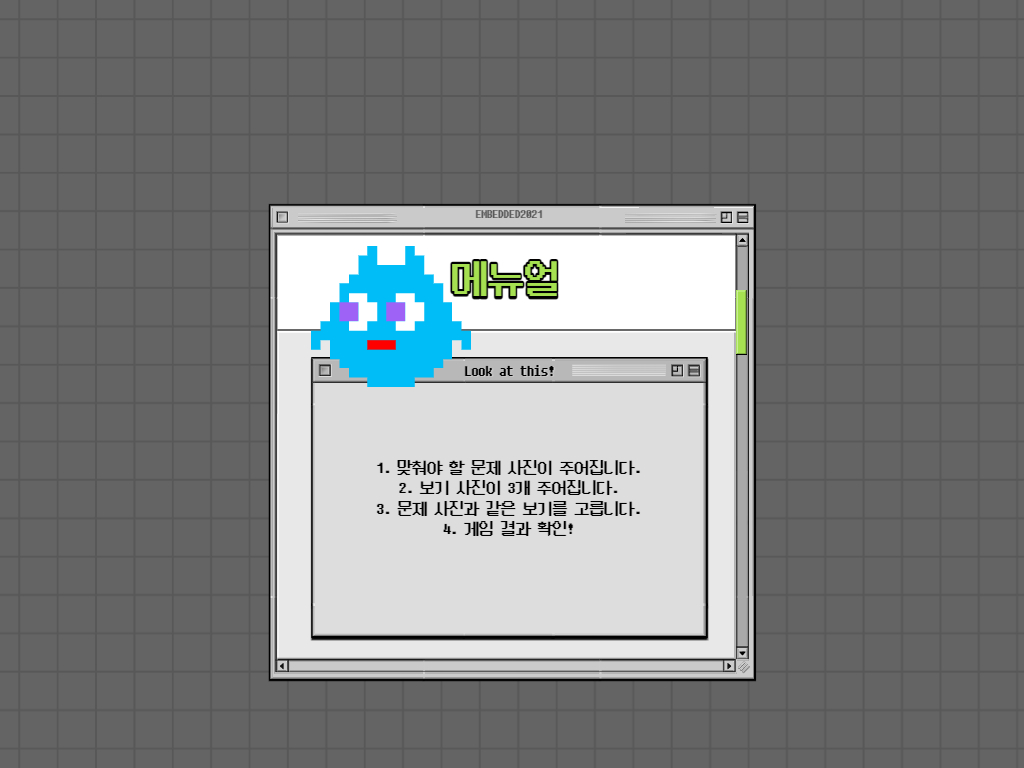 EMBEDDED2021
메뉴얼
Look at this!
1. 맞춰야 할 문제 사진이 주어집니다.
2. 보기 사진이 3개 주어집니다.
3. 문제 사진과 같은 보기를 고릅니다.
4. 게임 결과 확인!